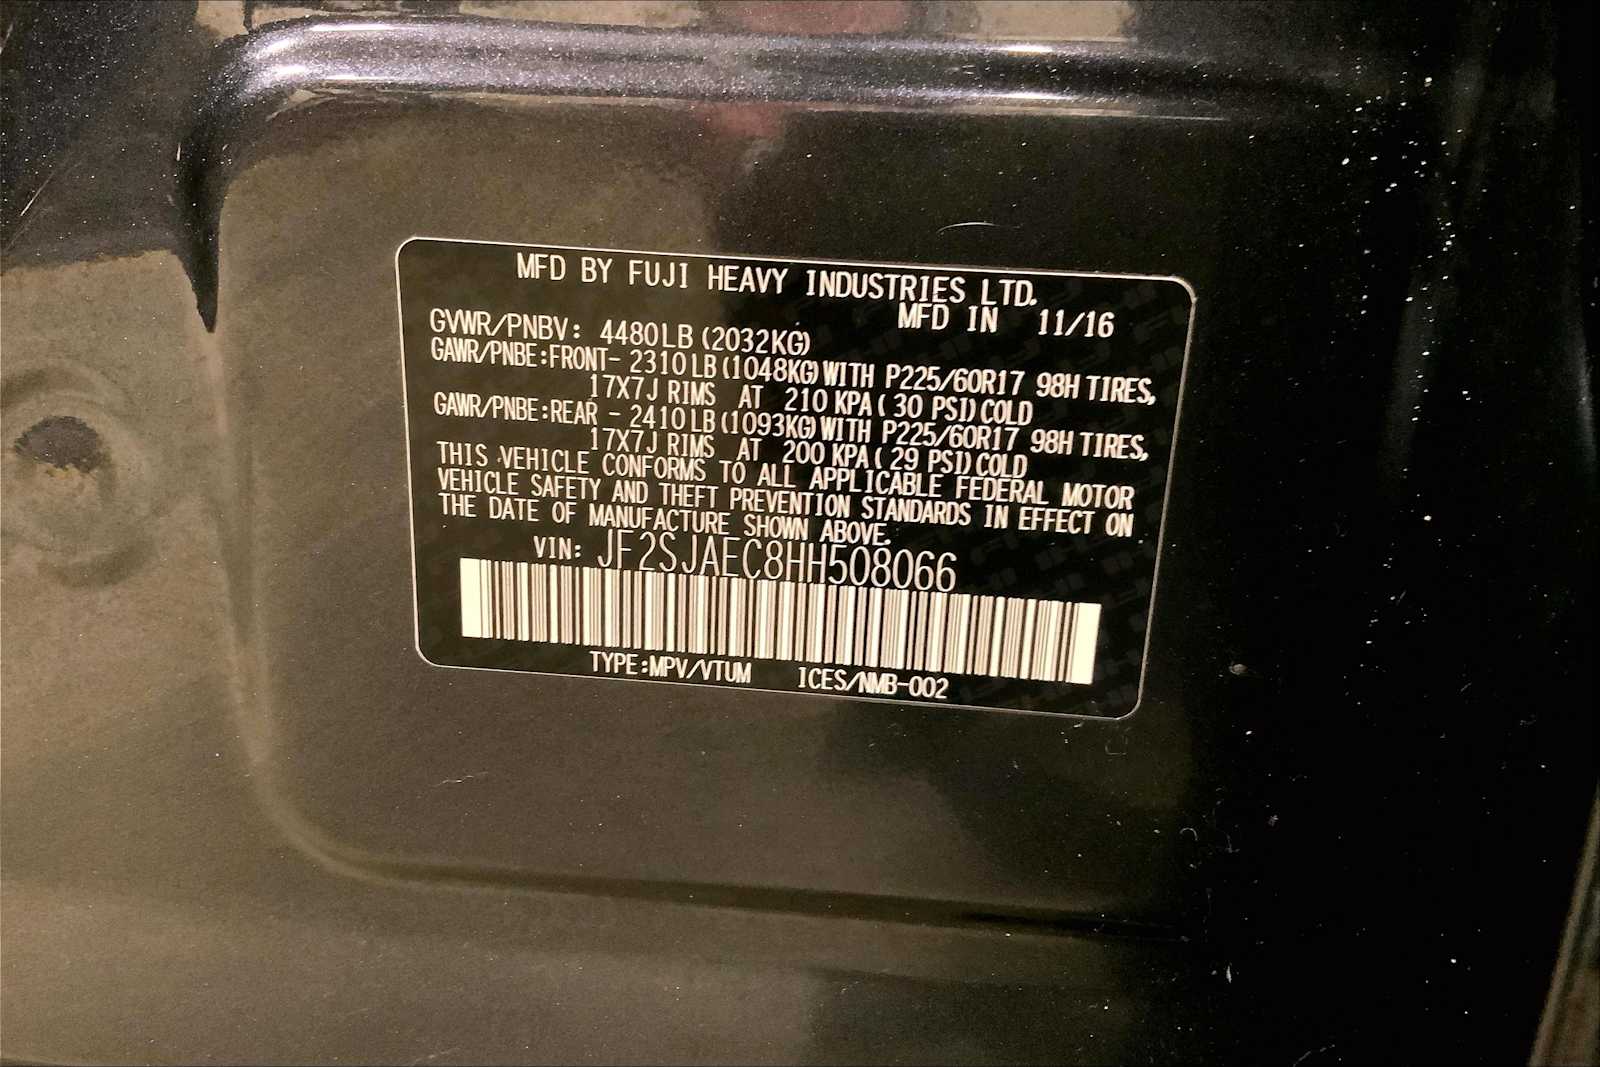 MFD BY FUJI HEAVY INDUSTRIES LTD.
MFD IN 11/16
GVWR/PNBV: 4480LB (2032KG)
GAWR/PNBE:FRONT- 2310LB(1048KG)WITH P225/60R17 98H TIRES,
17X7J RIMS AT 210 KPA( 30 PSI)COLD
GAWR/PNBE:REAR - 2410LB(1093KG)WITH P225/60R17 98H TIRES,
17X7J RIMS AT 200 KPA( 29 PSI)COLD
THIS VEHICLE CONFORMS TO ALL APPLICABLE FEDERAL MOTOR
VEHICLE SAFETY AND THEFT PREVENTION STANDARDS IN EFFECT ON
THE DATE OF MANUFACTURE SHOWN ABOVE.
VIN: JF2SJAEC8HH508066
TYPE:MPV/VTUM ICES/NMB-002